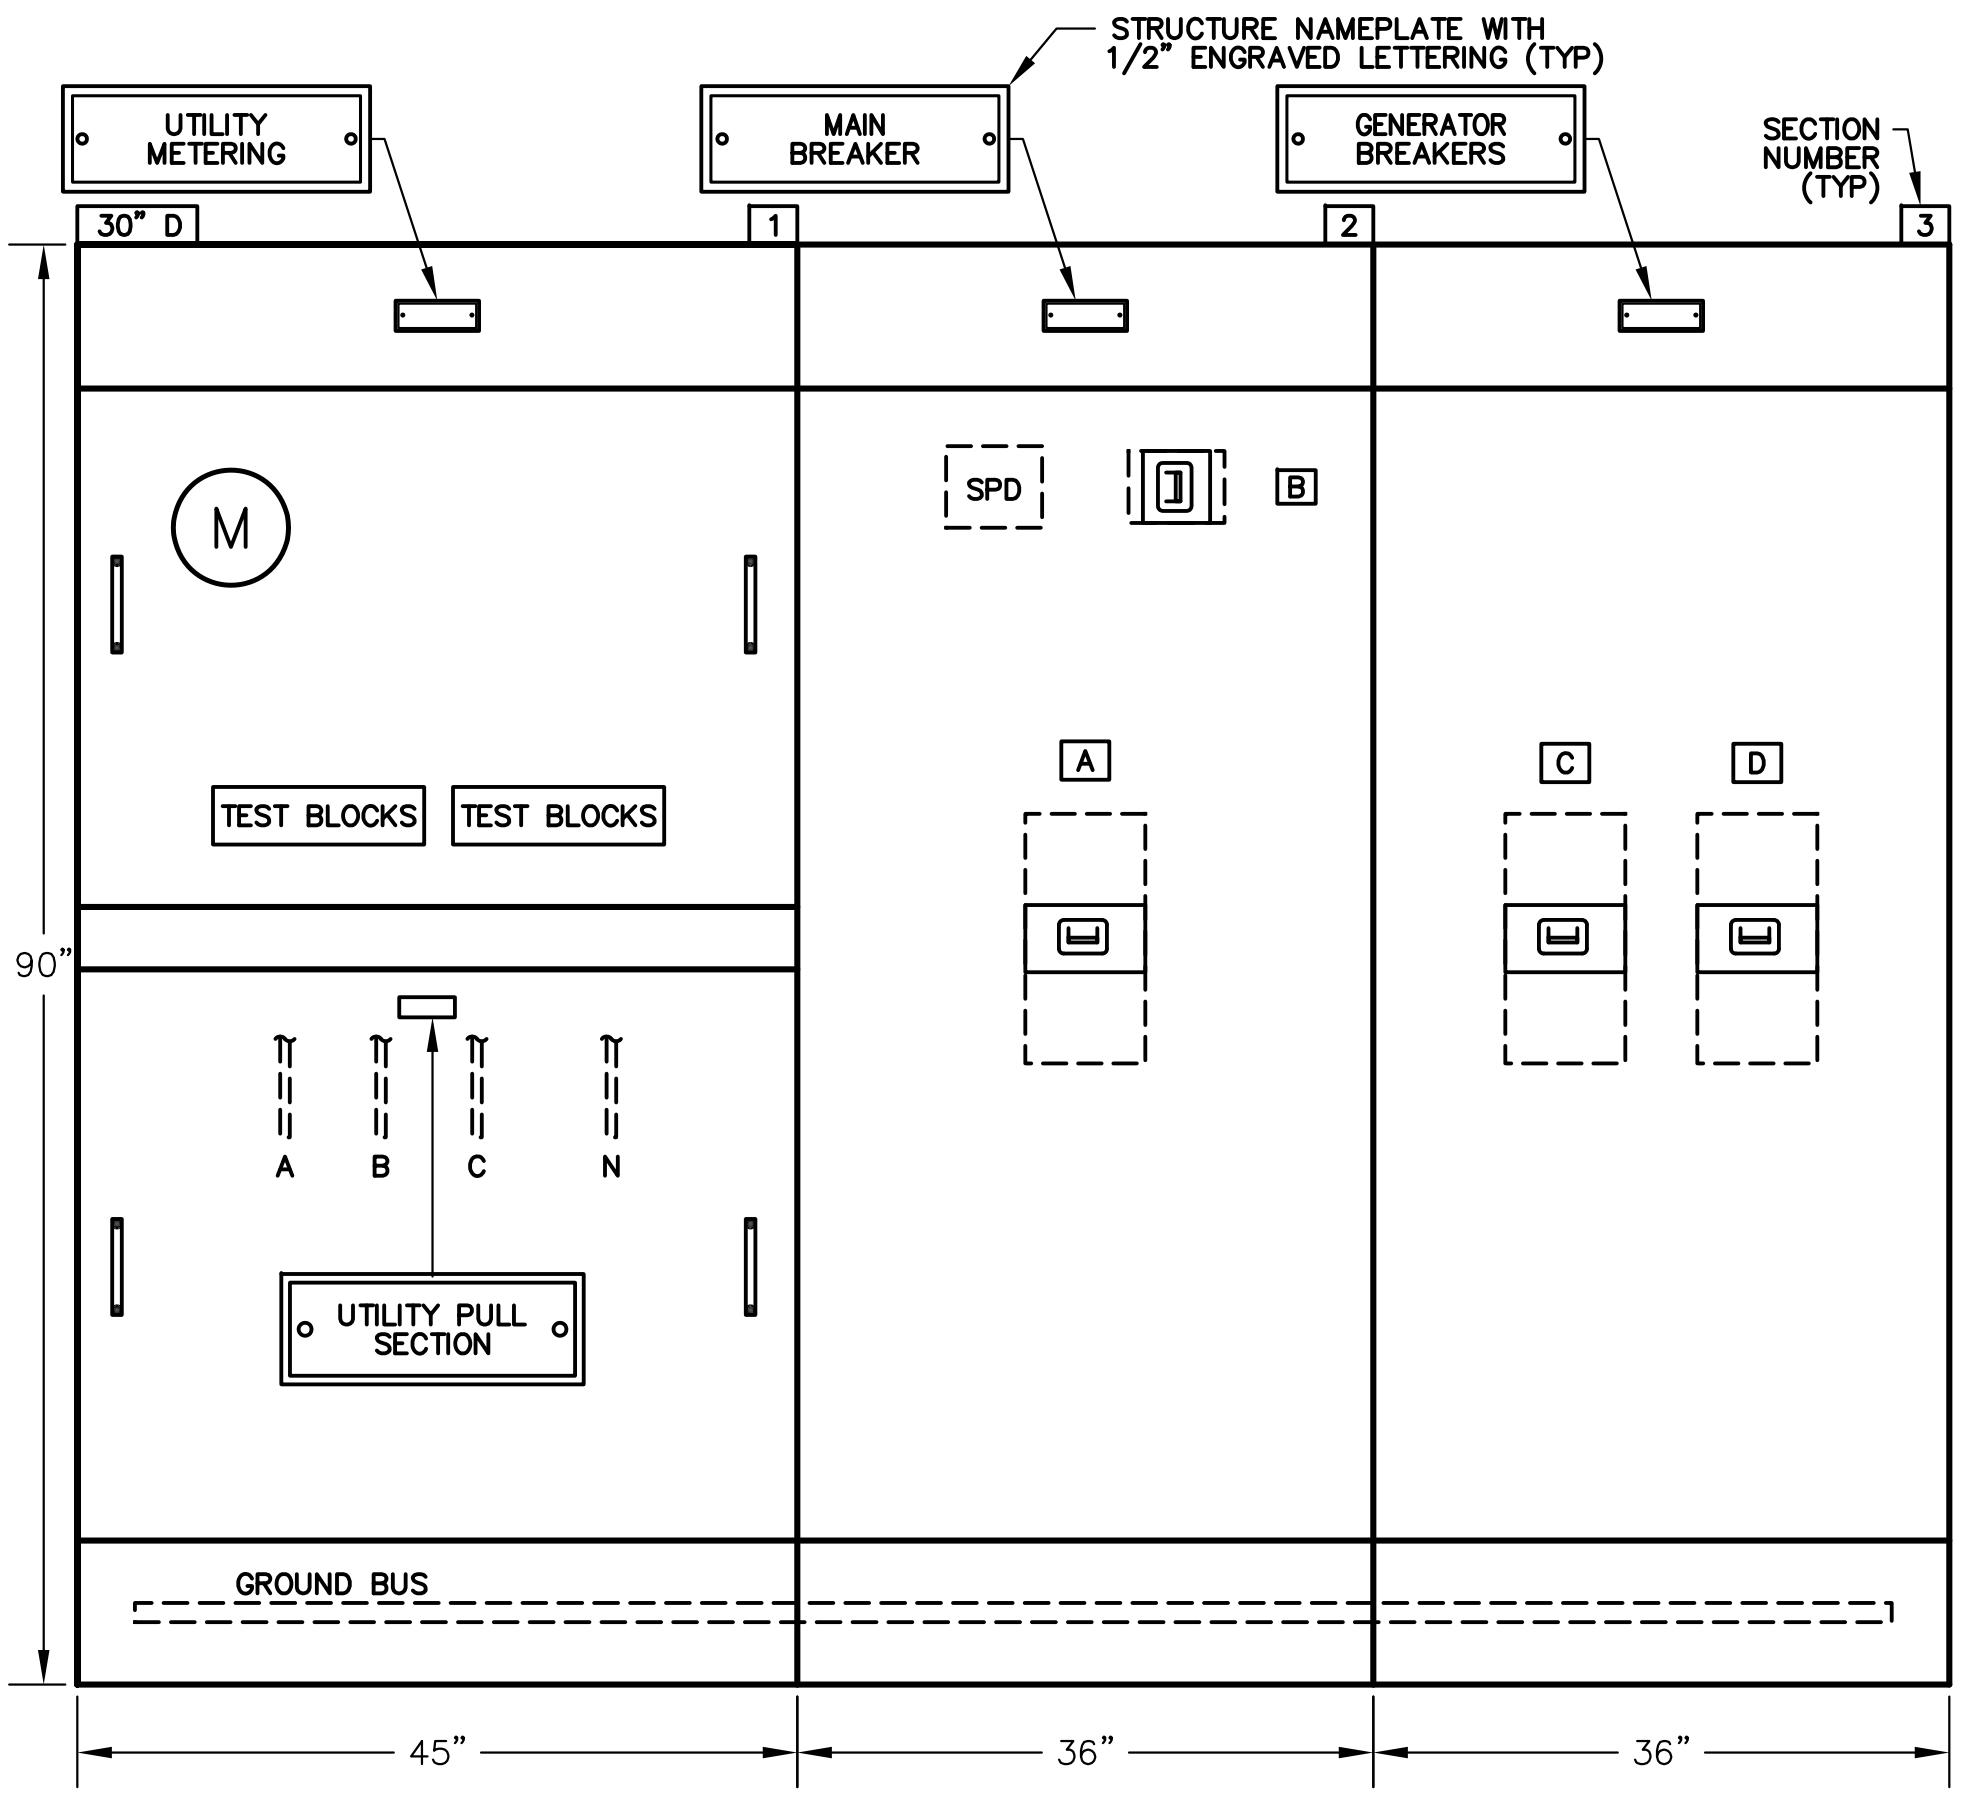 STRUCTURE NAMEPLATE WITH
1/2” ENGRAVED LETTERING (TYP)
UTILITY
METERING
MAIN
BREAKER
GENERATOR
BREAKERS
SECTION
NUMBER
(TYP)
30” D
1
2
3
M
SPD
B
A
C
D
TEST BLOCKS
TEST BLOCKS
90”
A
B
C
N
UTILITY PULL
SECTION
GROUND BUS
45”
36”
36”